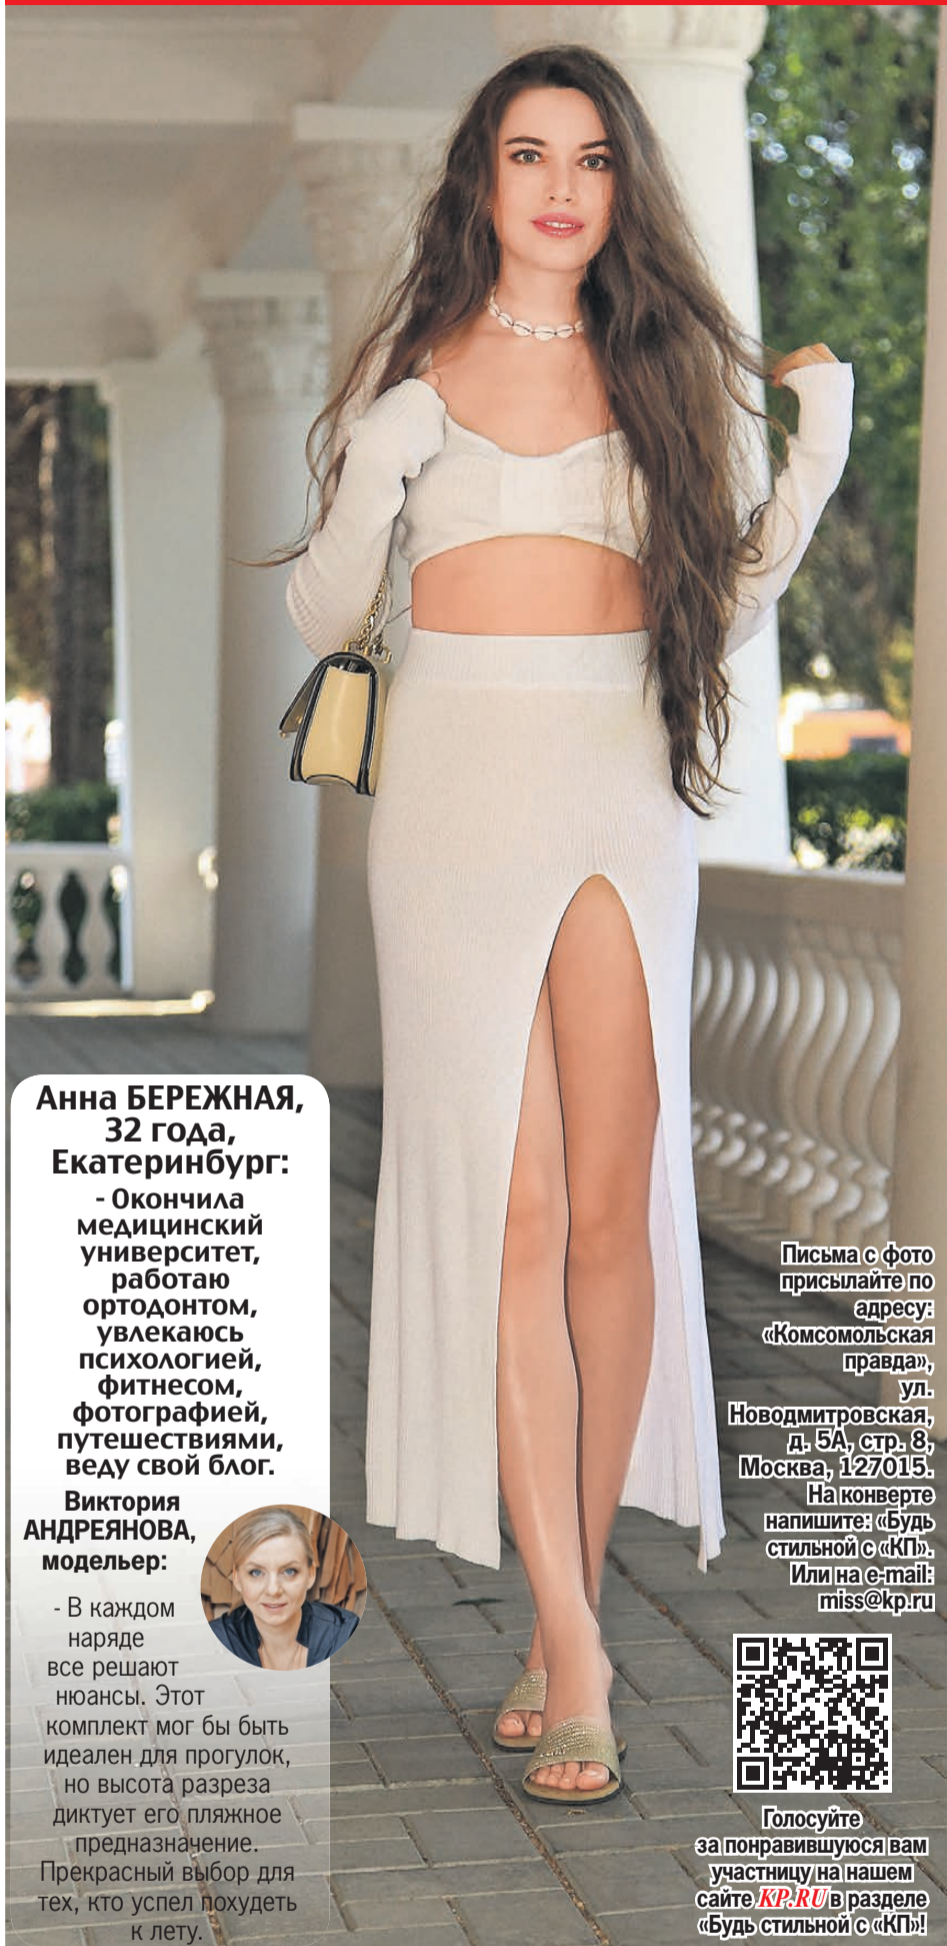 Анна БЕРЕЖНАЯ,
32 года,
Екатеринбург:
- Окончила
медицинский
университет,
работаю
ортодонтом,
увлекаюсь
психологией,
фитнесом,
фотографией,
путешествиями,
веду свой блог.
Виктория
АНДРЕЯНОВА,
модельер:
- В каждом
наряде
все решают
нюансы. Этот
комплект мог бы быть
идеален для прогулок,
но высота разреза
диктует его пляжное
предназначение.
Прекрасный выбор для
тех, кто успел похудеть
к лету.
Письма с фото
присылайте по
адресу:
«Комсомольская
правда»,
ул.
Новодмитровская,
д. 5А, стр. 8,
Москва, 127015.
На конверте
напишите: «Будь
стильной с «КП».
Или на e-mail:
miss@kp.ru
Голосуйте
за понравившуюся вам
участницу на нашем
сайте KP.RU в разделе
«Будь стильной с «КП»!